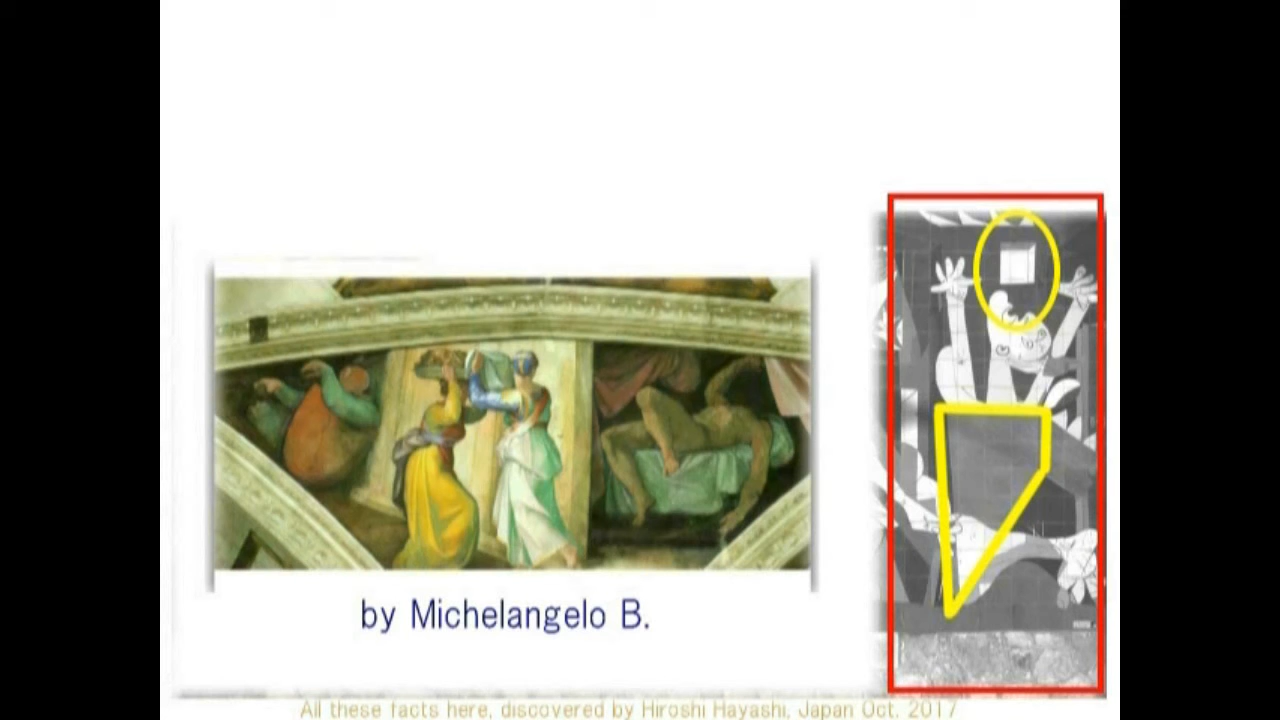 by Michelangelo B.
All these facts here, discovered by Hiroshi Hayashi, Japan Oct. 2017